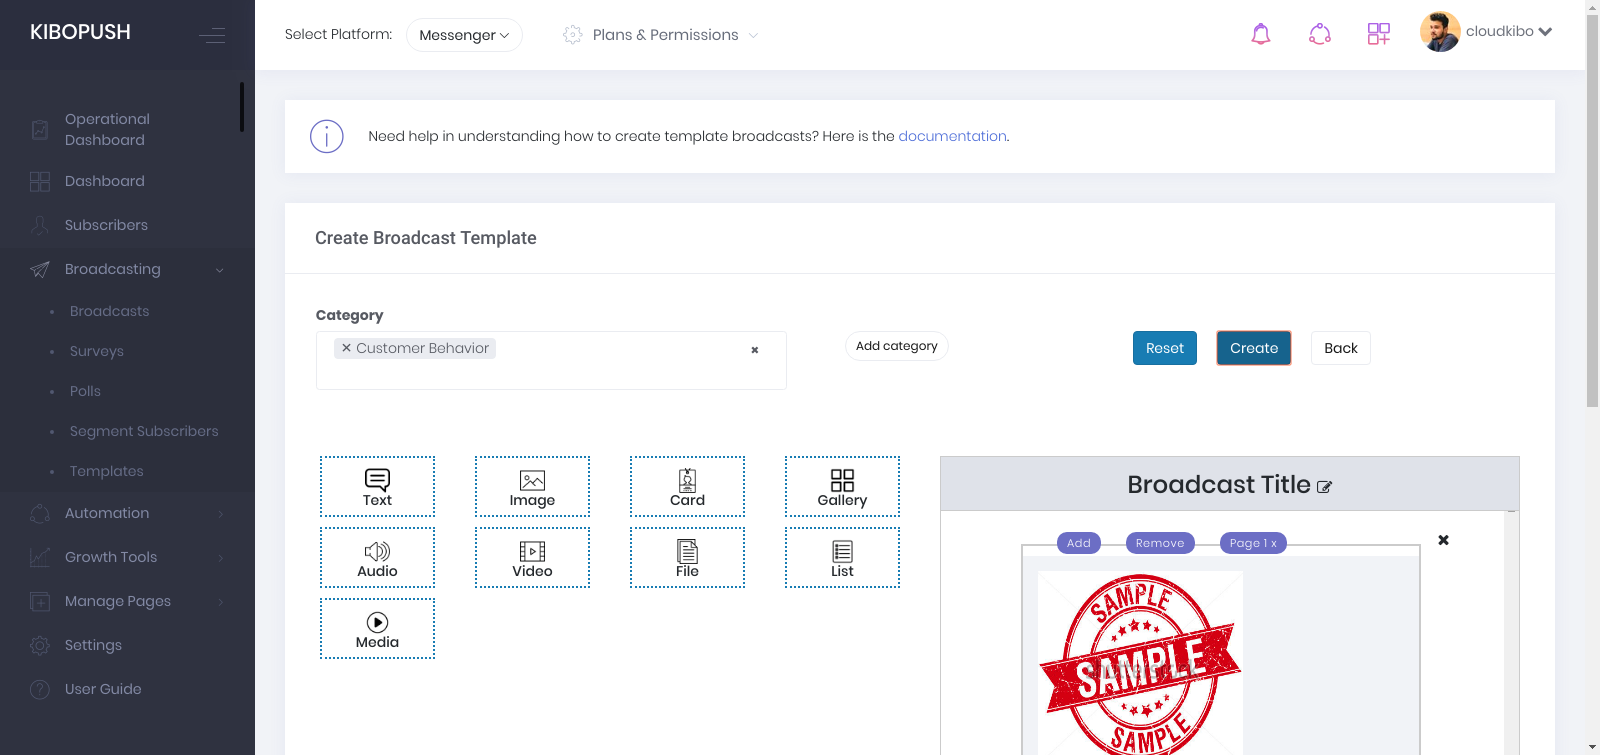 KIBOPUSH
Select Platform:
Messenger
Plans & Permissions
cloudkibo
Operational
Dashboard
Dashboard
Subscribers
Broadcasting
Broadcasts
Surveys
Polls
Segment Subscribers
Templates
Automation
Growth Tools
Manage Pages
Settings
User Guide
Need help in understanding how to create template broadcasts? Here is the documentation.
Create Broadcast Template
Category
× Customer Behavior
Add category
Reset
Create
Back
Text
Image
Card
Gallery
Audio
Video
File
List
Media
Broadcast Title
Add
Remove
Page 1 x
SAMPLE
SAMPLE
shutterstock
SAMPLE